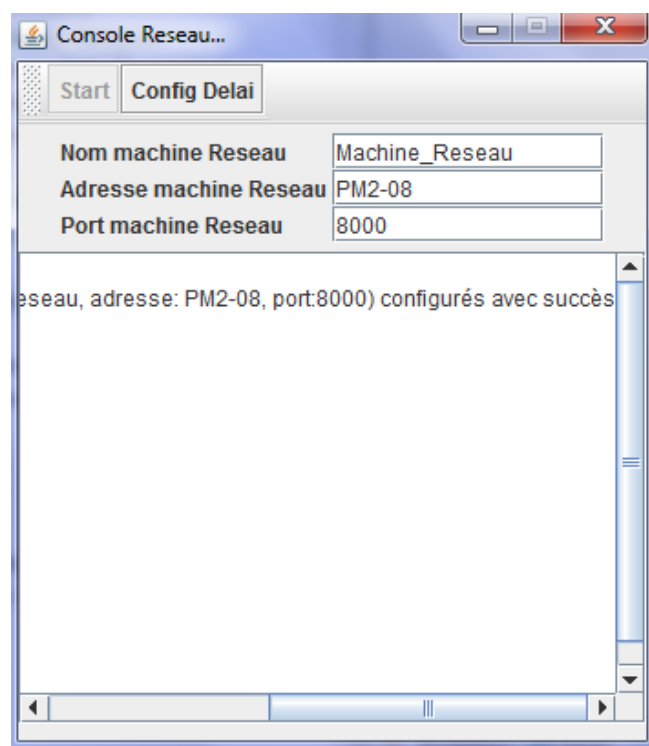 Console Reseau...
Start Config Delai
Nom machine Reseau Machine_Reseau
Adresse machine Reseau PM2-08
Port machine Reseau 8000
eseau, adresse: PM2-08, port:8000) configurés avec succès